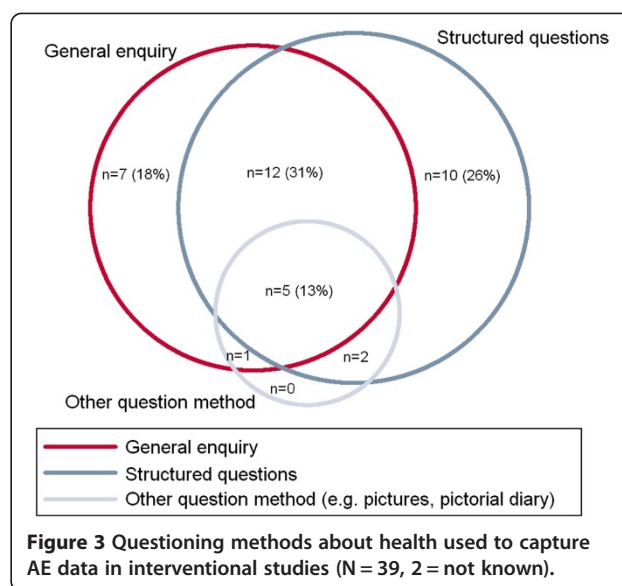 General enquiry
Structured questions
n=7 (18%)
n=12 (31%)
n=10 (26%)
n=5 (13%)
n=1
n=2
n=0
Other question method
General enquiry
Structured questions
Other question method (e.g. pictures, pictorial diary)
Figure 3 Questioning methods about health used to capture
AE data in interventional studies (N = 39, 2 = not known).